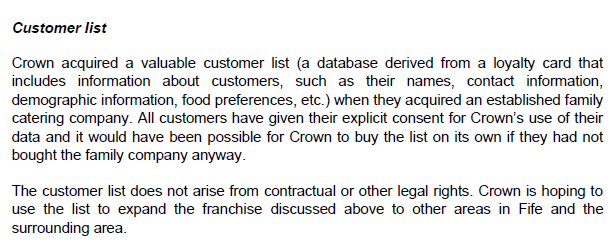 Customer list
Crown acquired a valuable customer list (a database derived from a loyalty card that
includes information about customers, such as their names, contact information,
demographic information, food preferences, etc.) when they acquired an established family
catering company. All customers have given their explicit consent for Crown's use of their
data and it would have been possible for Crown to buy the list on its own if they had not
bought the family company anyway.
The customer list does not arise from contractual or other legal rights. Crown is hoping to
use the list to expand the franchise discussed above to other areas in Fife and the
surrounding area.